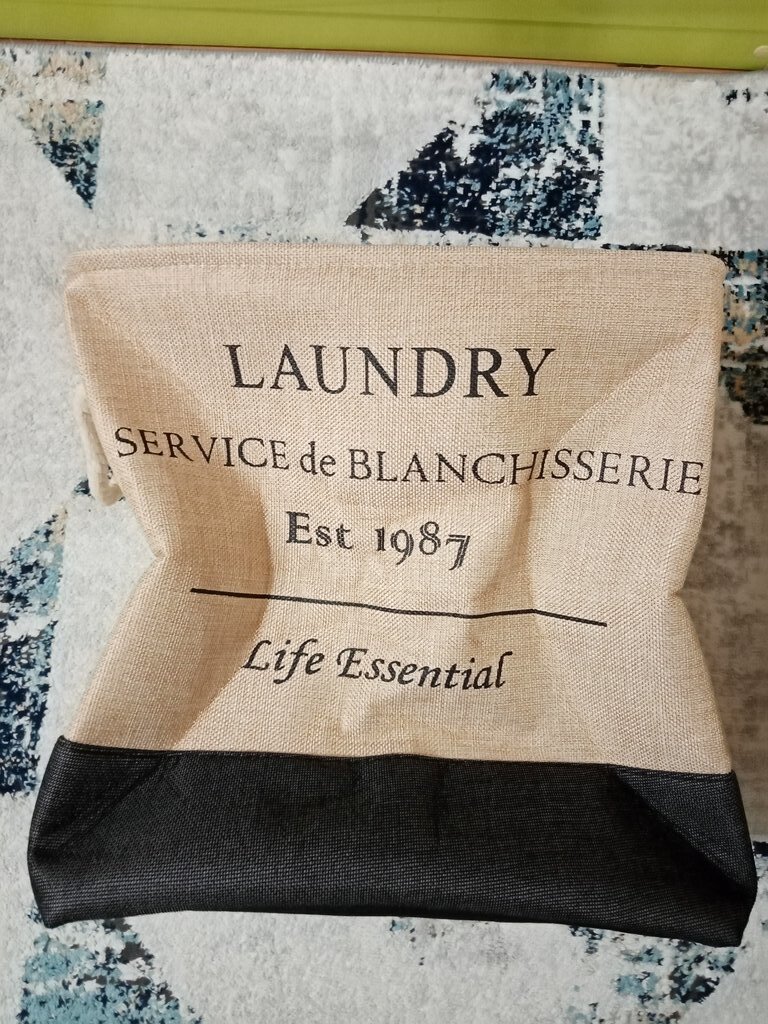 LAUNDRY
SERVICE de BLANCHISSERIE
Est 1987
Life Essential